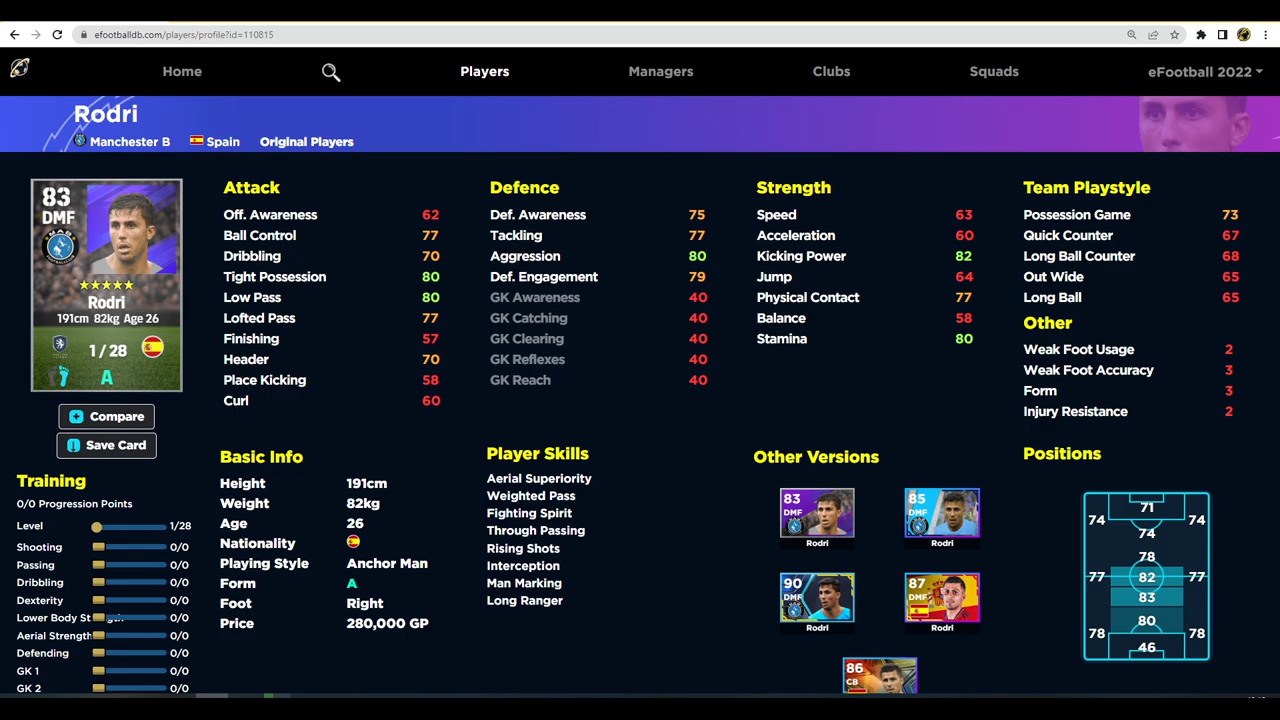 efootballdb.com/players/profile?id=110815
Home Players Managers Clubs Squads eFootball 2022
Rodri
Manchester B Spain Original Players
83
DMF
Rodri
191cm 82kg Age 26
1 / 28
A
Compare
Save Card
Attack
Off. Awareness 62
Ball Control 77
Dribbling 70
Tight Possession 80
Low Pass 80
Lofted Pass 77
Finishing 57
Header 70
Place Kicking 58
Curl 60
Defence
Def. Awareness 75
Tackling 77
Aggression 80
Def. Engagement 79
GK Awareness 40
GK Catching 40
GK Clearing 40
GK Reflexes 40
GK Reach 40
Strength
Speed 63
Acceleration 60
Kicking Power 82
Jump 64
Physical Contact 77
Balance 58
Stamina 80
Team Playstyle
Possession Game 73
Quick Counter 67
Long Ball Counter 68
Out Wide 65
Long Ball 65
Other
Weak Foot Usage 2
Weak Foot Accuracy 3
Form 3
Injury Resistance 2
Training
0/0 Progression Points
Level 1/28
Shooting 0/0
Passing 0/0
Dribbling 0/0
Dexterity 0/0
Lower Body Strength 0/0
Aerial Strength 0/0
Defending 0/0
GK 1 0/0
GK 2 0/0
Basic Info
Height 191cm
Weight 82kg
Age 26
Nationality
Playing Style Anchor Man
Form A
Foot Right
Price 280,000 GP
Player Skills
Aerial Superiority
Weighted Pass
Fighting Spirit
Through Passing
Rising Shots
Interception
Man Marking
Long Ranger
Other Versions
83
DMF
Rodri
85
DMF
Rodri
90
DMF
Rodri
87
DMF
Rodri
86
CB
Positions
71
74 74
74
78
77 82 77
83
80
78 78
46